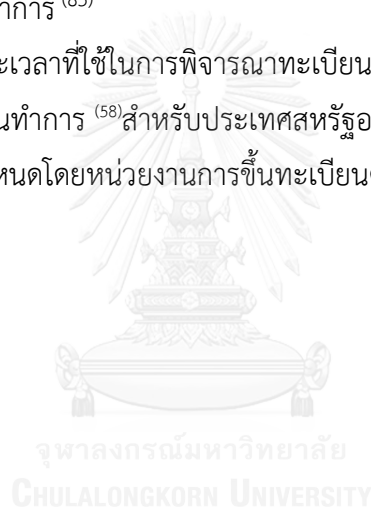 าการ (85)
ะเวลาที่ใช้ในการพิจารณาทะเบียน
นทำการ (58)สำหรับประเทศสหรัฐอ
หนดโดยหน่วยงานการขึ้นทะเบียน
จุฬาลงกรณ์มหาวิทยาลัย
CHULALONGKORN UNIVERSITY